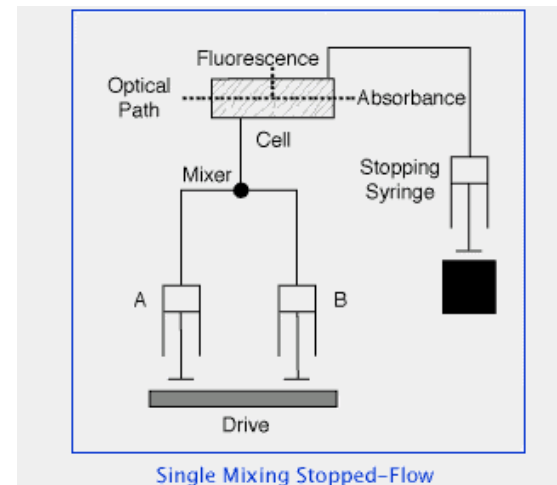 Fluorescence
Optical
Path
Absorbance
Cell
Mixer
Stopping
Syringe
A
B
Drive
Single Mixing Stopped-Flow